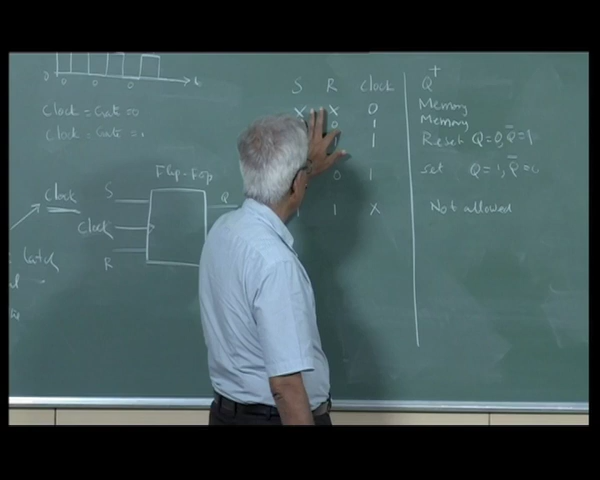 D 0 0 0 t
Clock = Gate = 0
Clock = Gate = 1
Clock
Flip-flop
S
Clock
R
Q
latch
S R Clock Q+
X X 0 Memory
0 1 Memory
1 Reset Q = 0, Q̅ = 1
0 1 set Q = 1, Q̅ = 0
1 X Not allowed